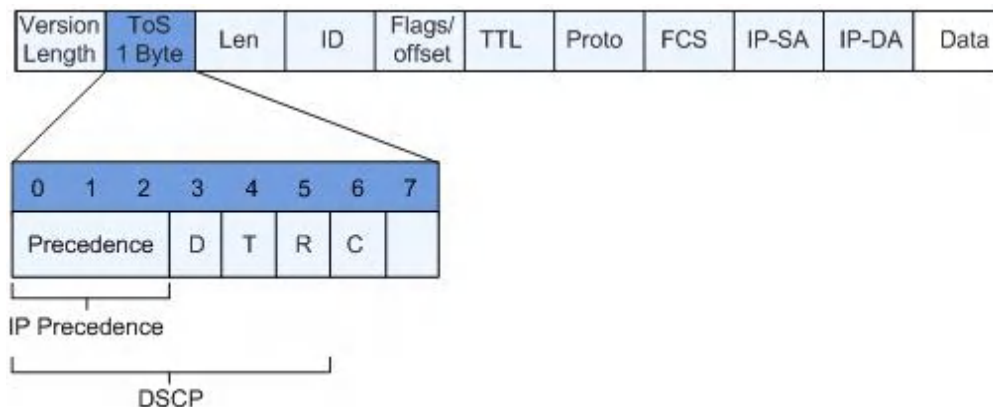 Version Length ToS 1 Byte Len ID Flags/ offset TTL Proto FCS IP-SA IP-DA Data
0 1 2 3 4 5 6 7
Precedence D T R C
IP Precedence
DSCP